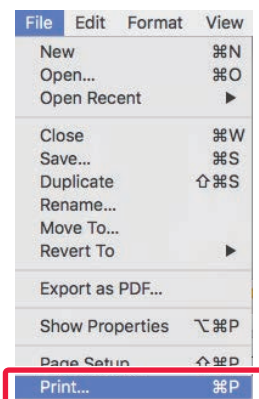 File Edit Format View
New ⌘N
Open... ⌘O
Open Recent ▶
Close ⌘W
Save... ⌘S
Duplicate ⇧⌘S
Rename...
Move To...
Revert To ▶
Export as PDF...
Show Properties ⌥⌘P
Page Setup ⇧⌘P
Print... ⌘P